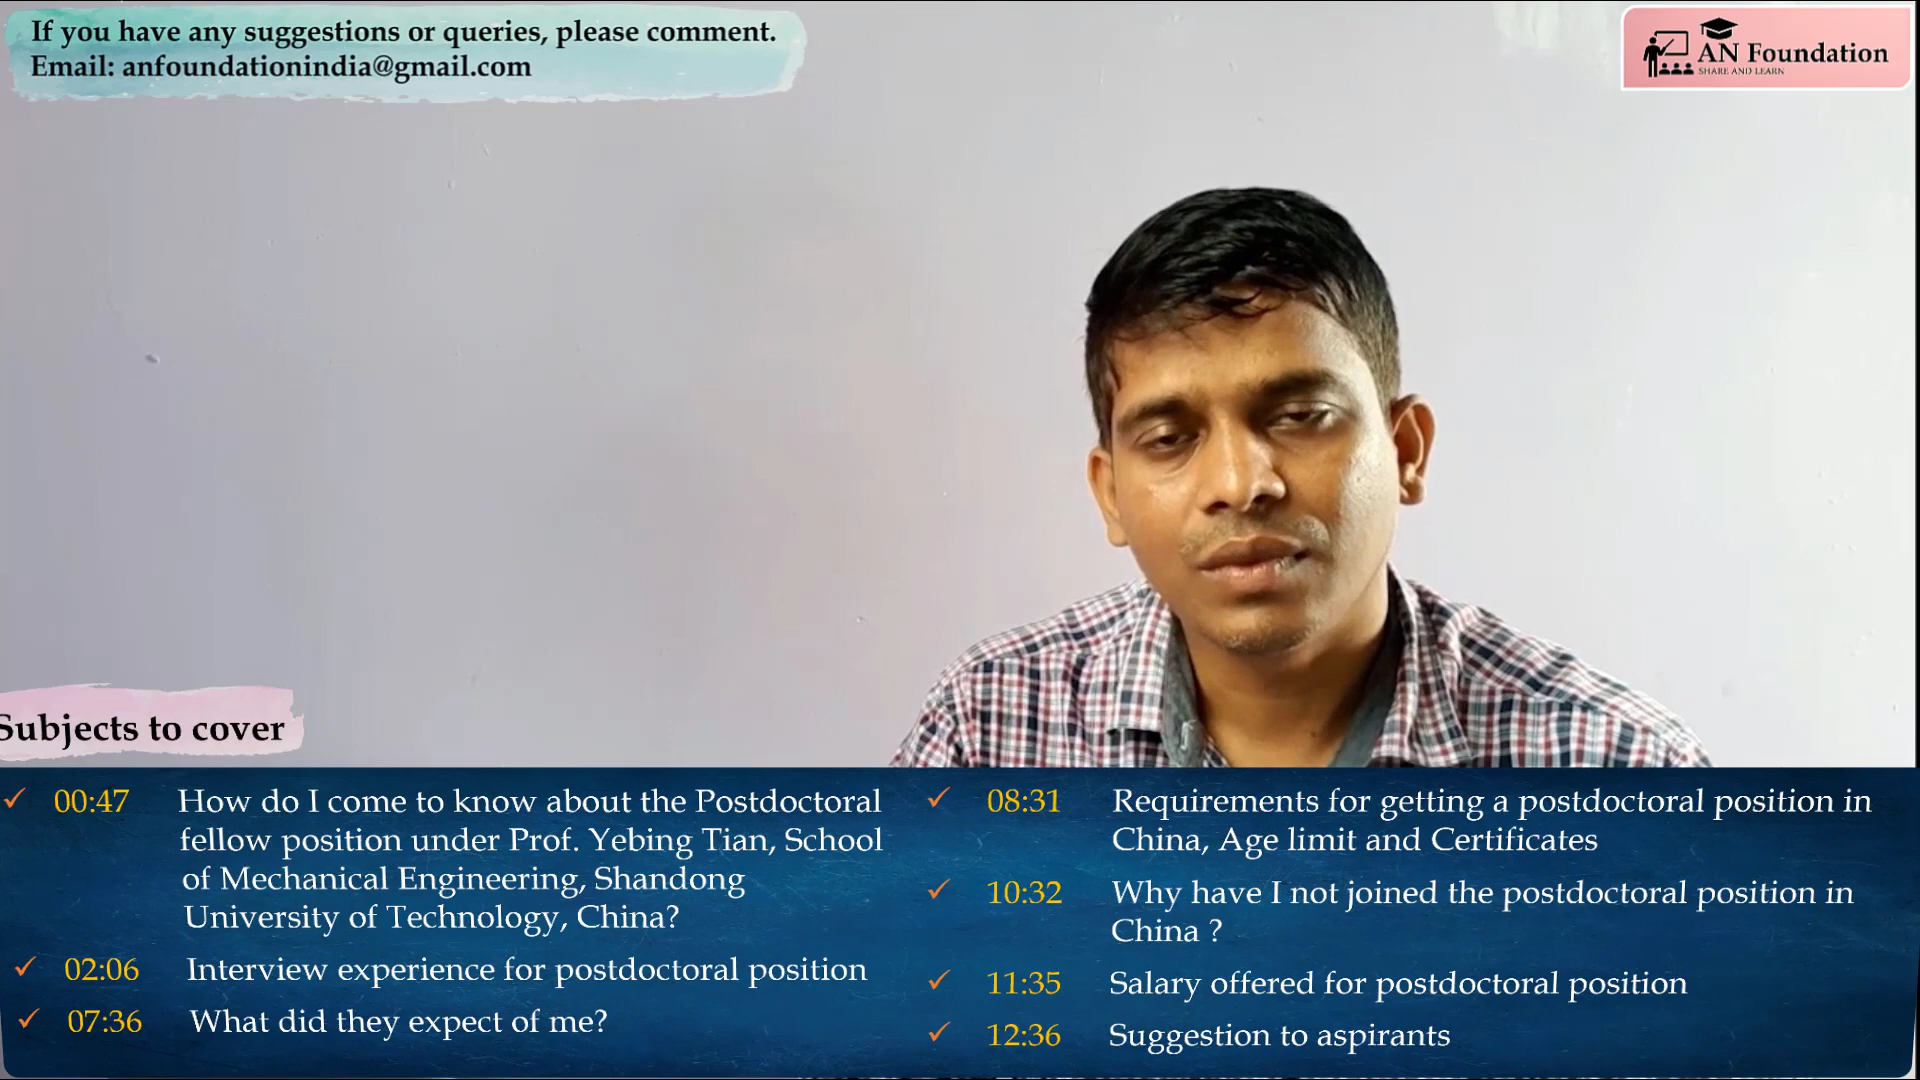 If you have any suggestions or queries, please comment.
Email: anfoundationindia@gmail.com
AN Foundation
SHARE AND LEARN
Subjects to cover
00:47 How do I come to know about the Postdoctoral
fellow position under Prof. Yebing Tian, School
of Mechanical Engineering, Shandong
University of Technology, China?
02:06 Interview experience for postdoctoral position
07:36 What did they expect of me?
08:31 Requirements for getting a postdoctoral position in
China, Age limit and Certificates
10:32 Why have I not joined the postdoctoral position in
China ?
11:35 Salary offered for postdoctoral position
12:36 Suggestion to aspirants